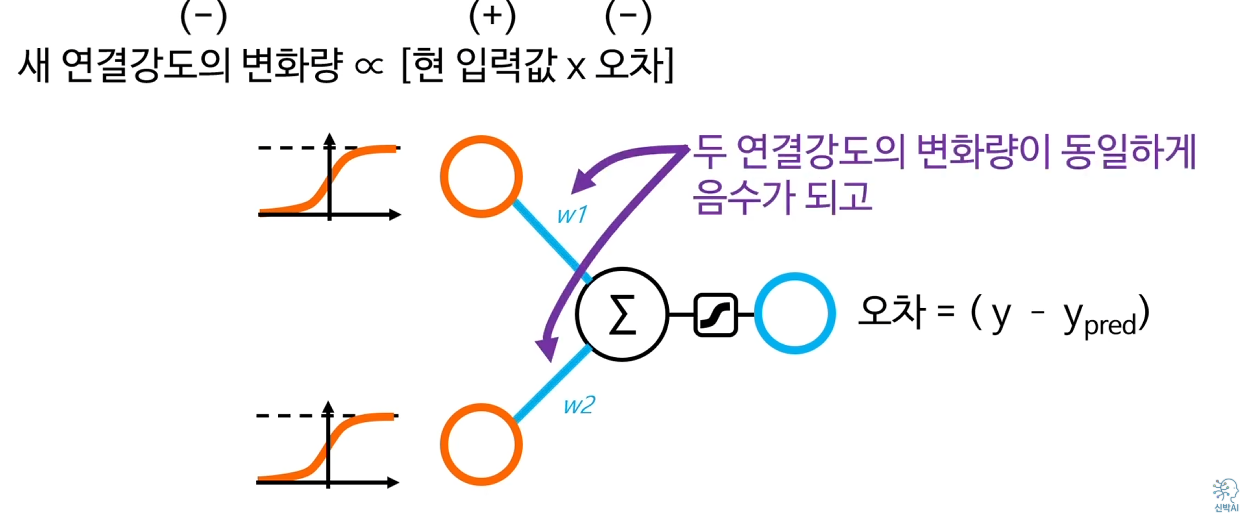 (−) (+) (−)
새 연결강도의 변화량 ∝ [현 입력값 x 오차]
두 연결강도의 변화량이 동일하게
음수가 되고
w1
Σ
오차 = ( y - ypred)
w2
신박AI